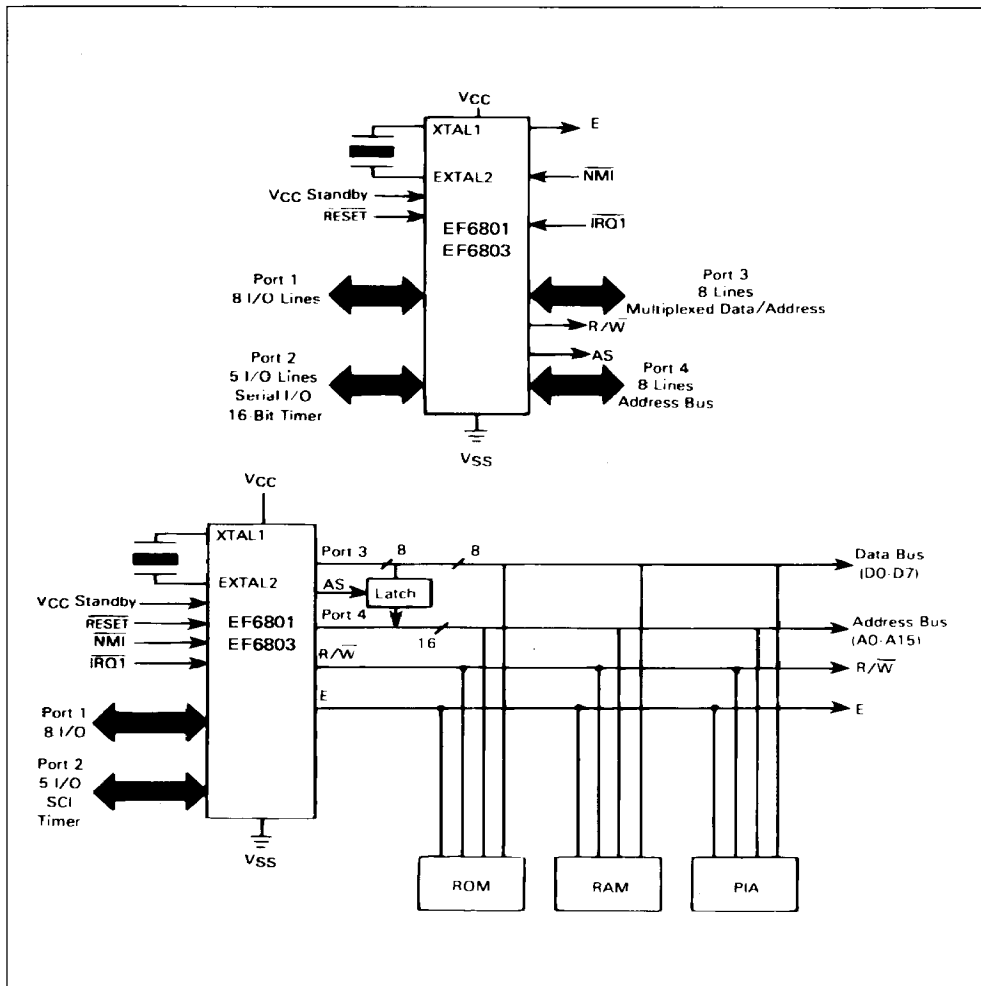 VCC
XTAL1
E
EXTAL2
NMI
VCC Standby
RESET
EF6801
EF6803
IRQ1
Port 1
8 I/O Lines
Port 3
8 Lines
Multiplexed Data/Address
R/W
AS
Port 2
5 I/O Lines
Serial I/O
16-Bit Timer
Port 4
8 Lines
Address Bus
VSS
VCC
XTAL1
Port 3
8
8
Data Bus
(D0-D7)
EXTAL2
AS
Latch
VCC Standby
RESET
NMI
IRQ1
EF6801
EF6803
Port 4
16
Address Bus
(A0-A15)
R/W
R/W
E
E
Port 1
8 I/O
Port 2
5 I/O
SCI
Timer
VSS
ROM
RAM
PIA